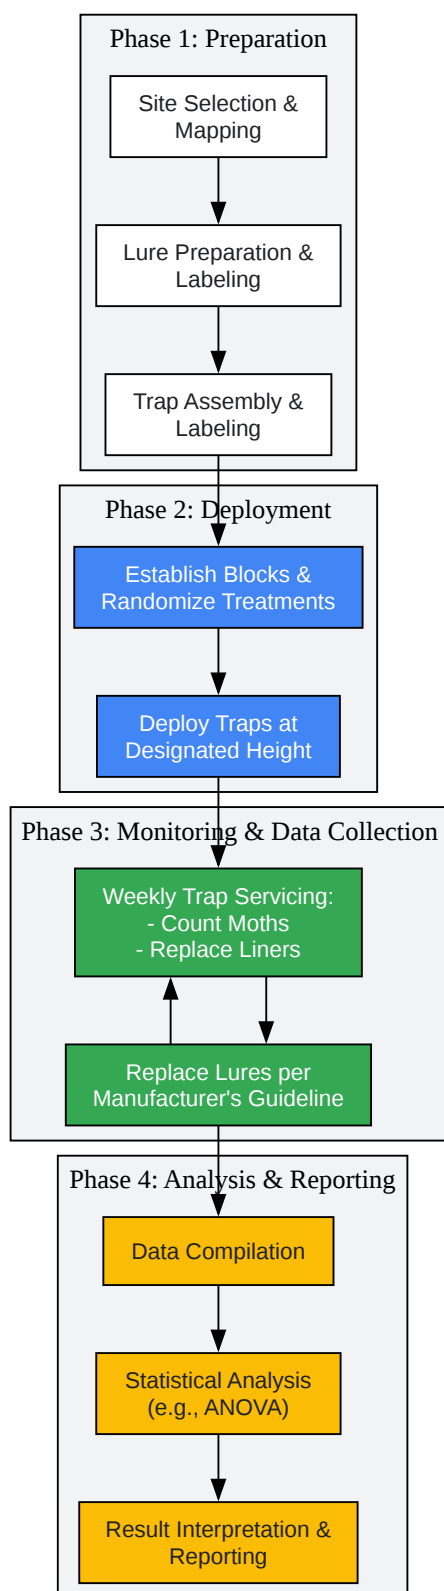 Phase 1: Preparation
Site Selection &
Mapping
Lure Preparation &
Labeling
Trap Assembly &
Labeling
Phase 2: Deployment
Establish Blocks &
Randomize Treatments
Deploy Traps at
Designated Height
Phase 3: Monitoring & Data Collection
Weekly Trap Servicing:
- Count Moths
- Replace Liners
Replace Lures per
Manufacturer's Guideline
Phase 4: Analysis & Reporting
Data Compilation
Statistical Analysis
(e.g., ANOVA)
Result Interpretation &
Reporting